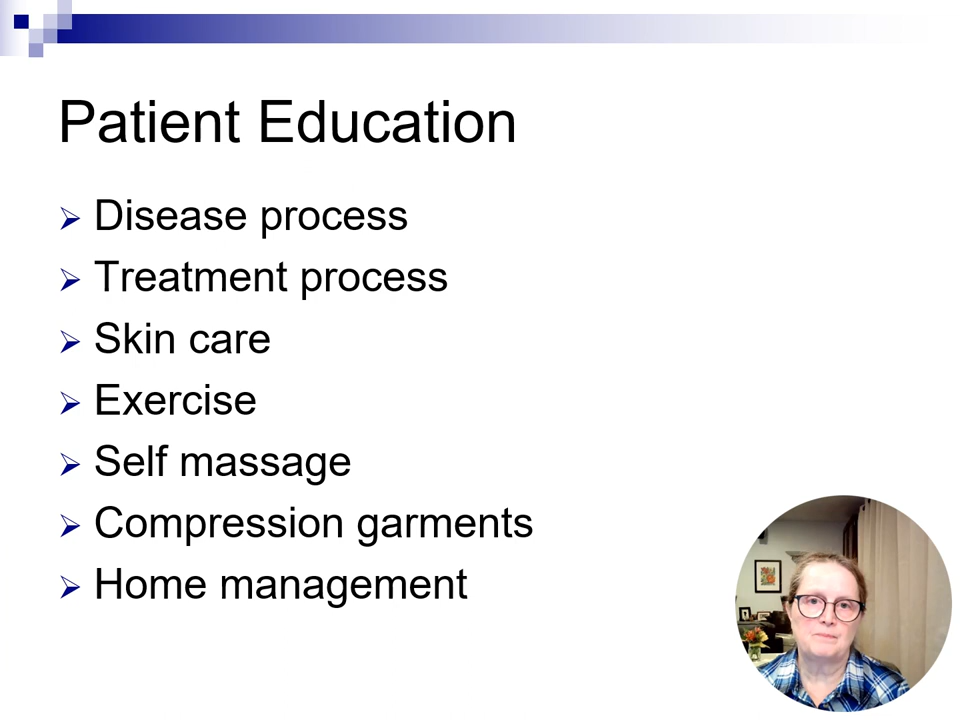 Patient Education
Disease process
Treatment process
Skin care
Exercise
Self massage
Compression garments
Home management